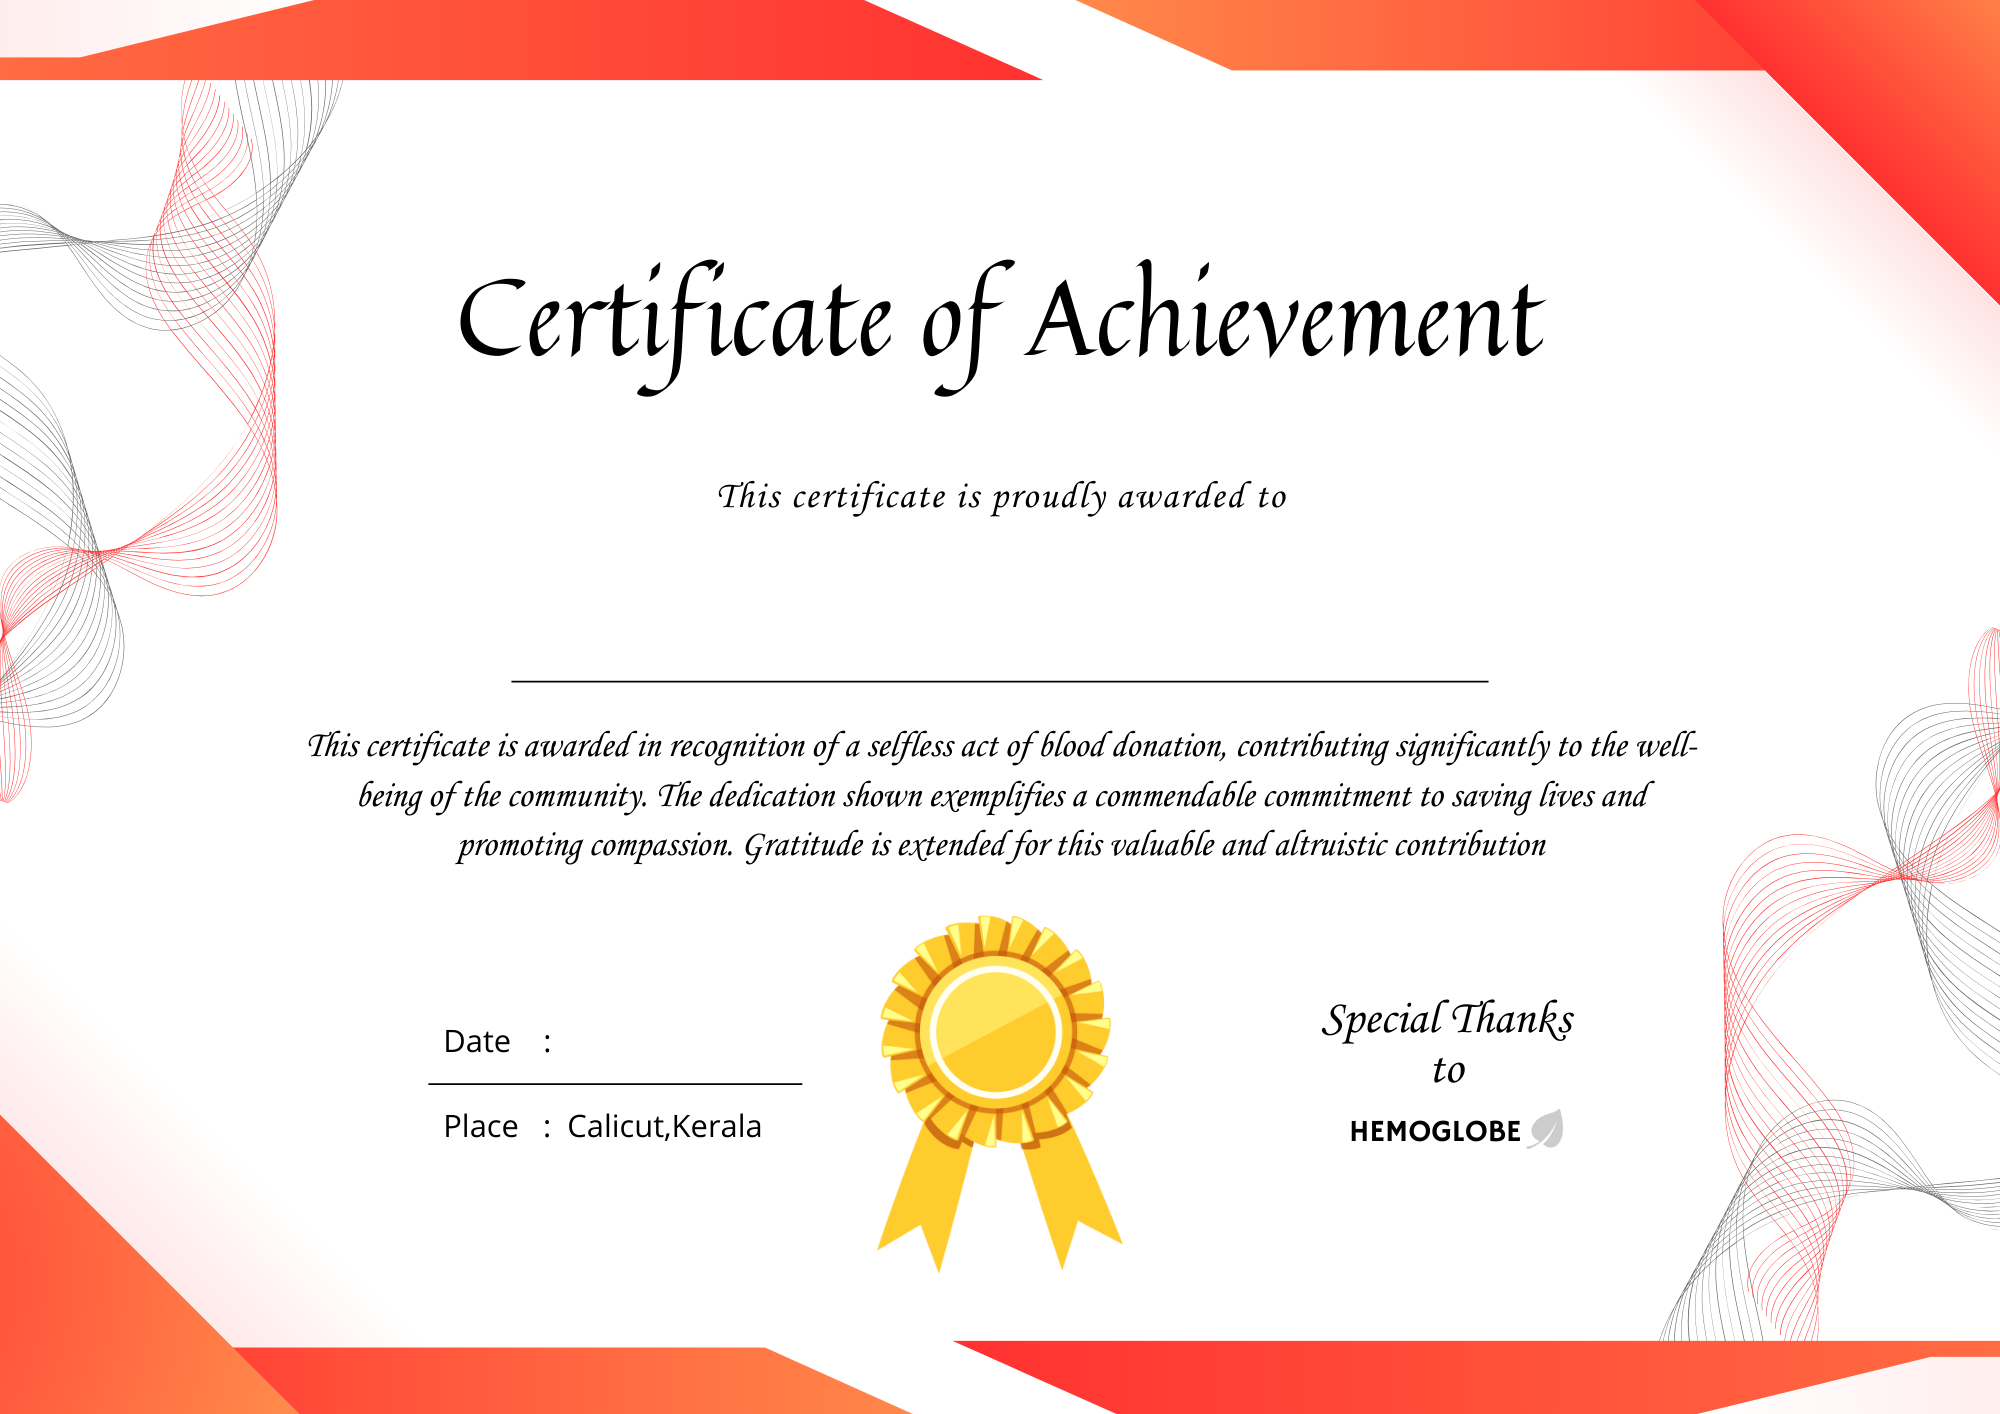 Certificate of Achievement
This certificate is proudly awarded to
This certificate is awarded in recognition of a selfless act of blood donation, contributing significantly to the well-
being of the community. The dedication shown exemplifies a commendable commitment to saving lives and
promoting compassion. Gratitude is extended for this valuable and altruistic contribution
Date :
Place : Calicut,Kerala
Special Thanks
to
HEMOGLOBE